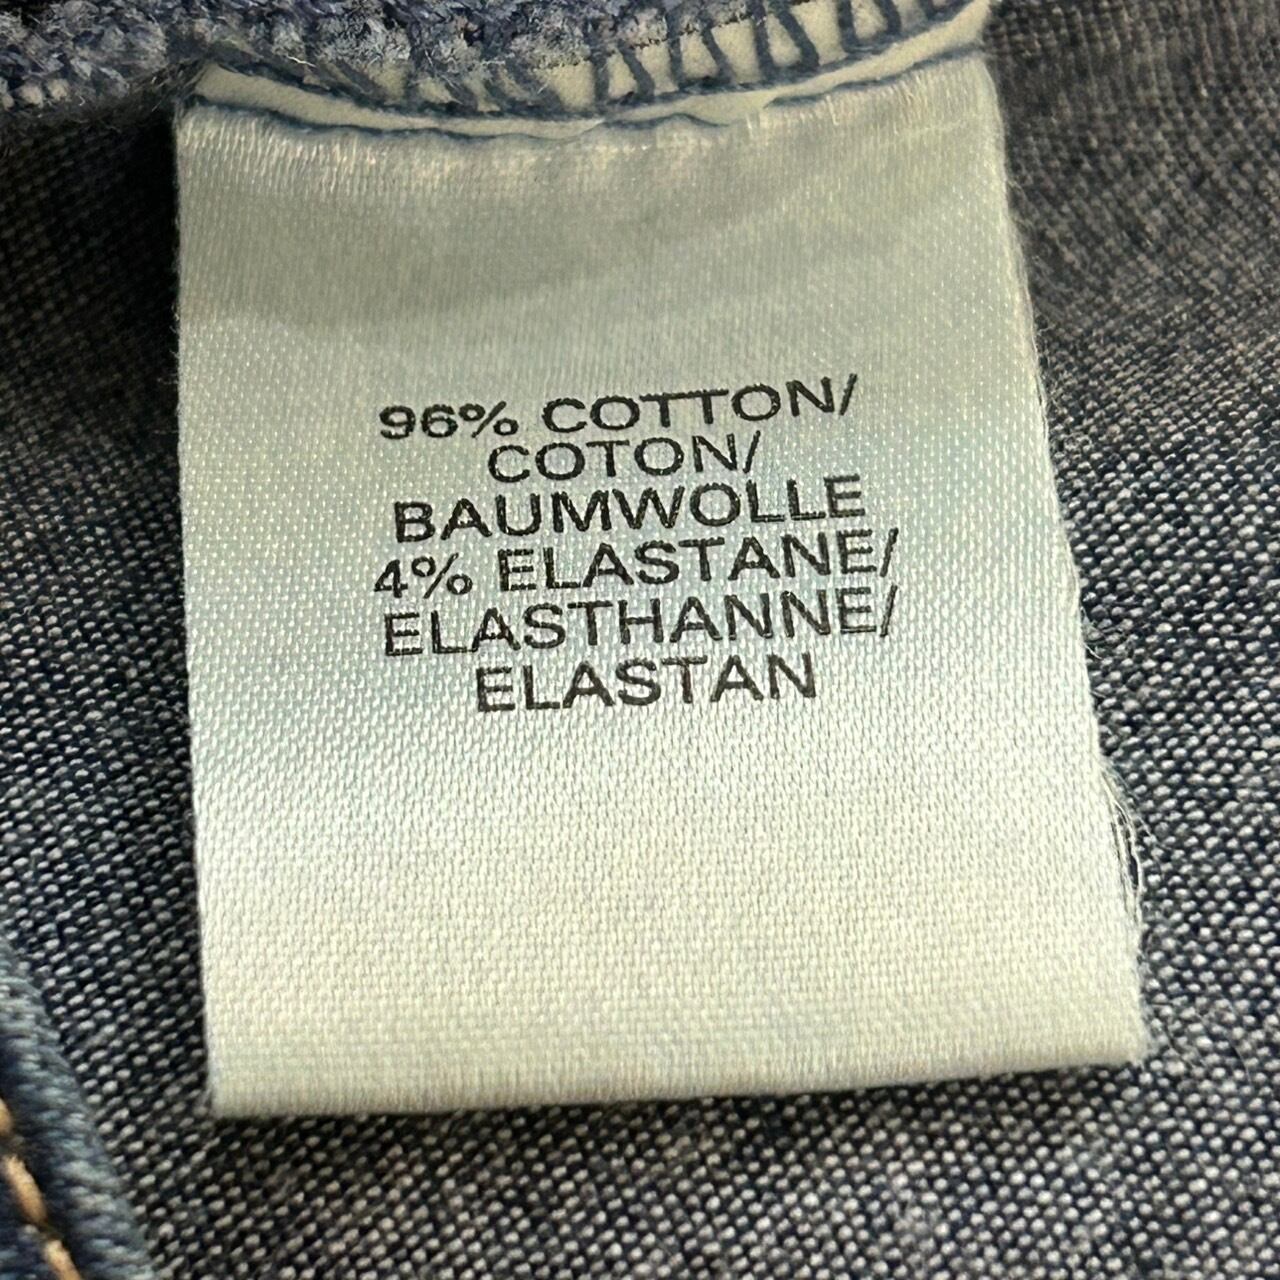 96% COTTON/
COTON/
BAUMWOLLE
4% ELASTANE/
ELASTHANNE/
ELASTAN